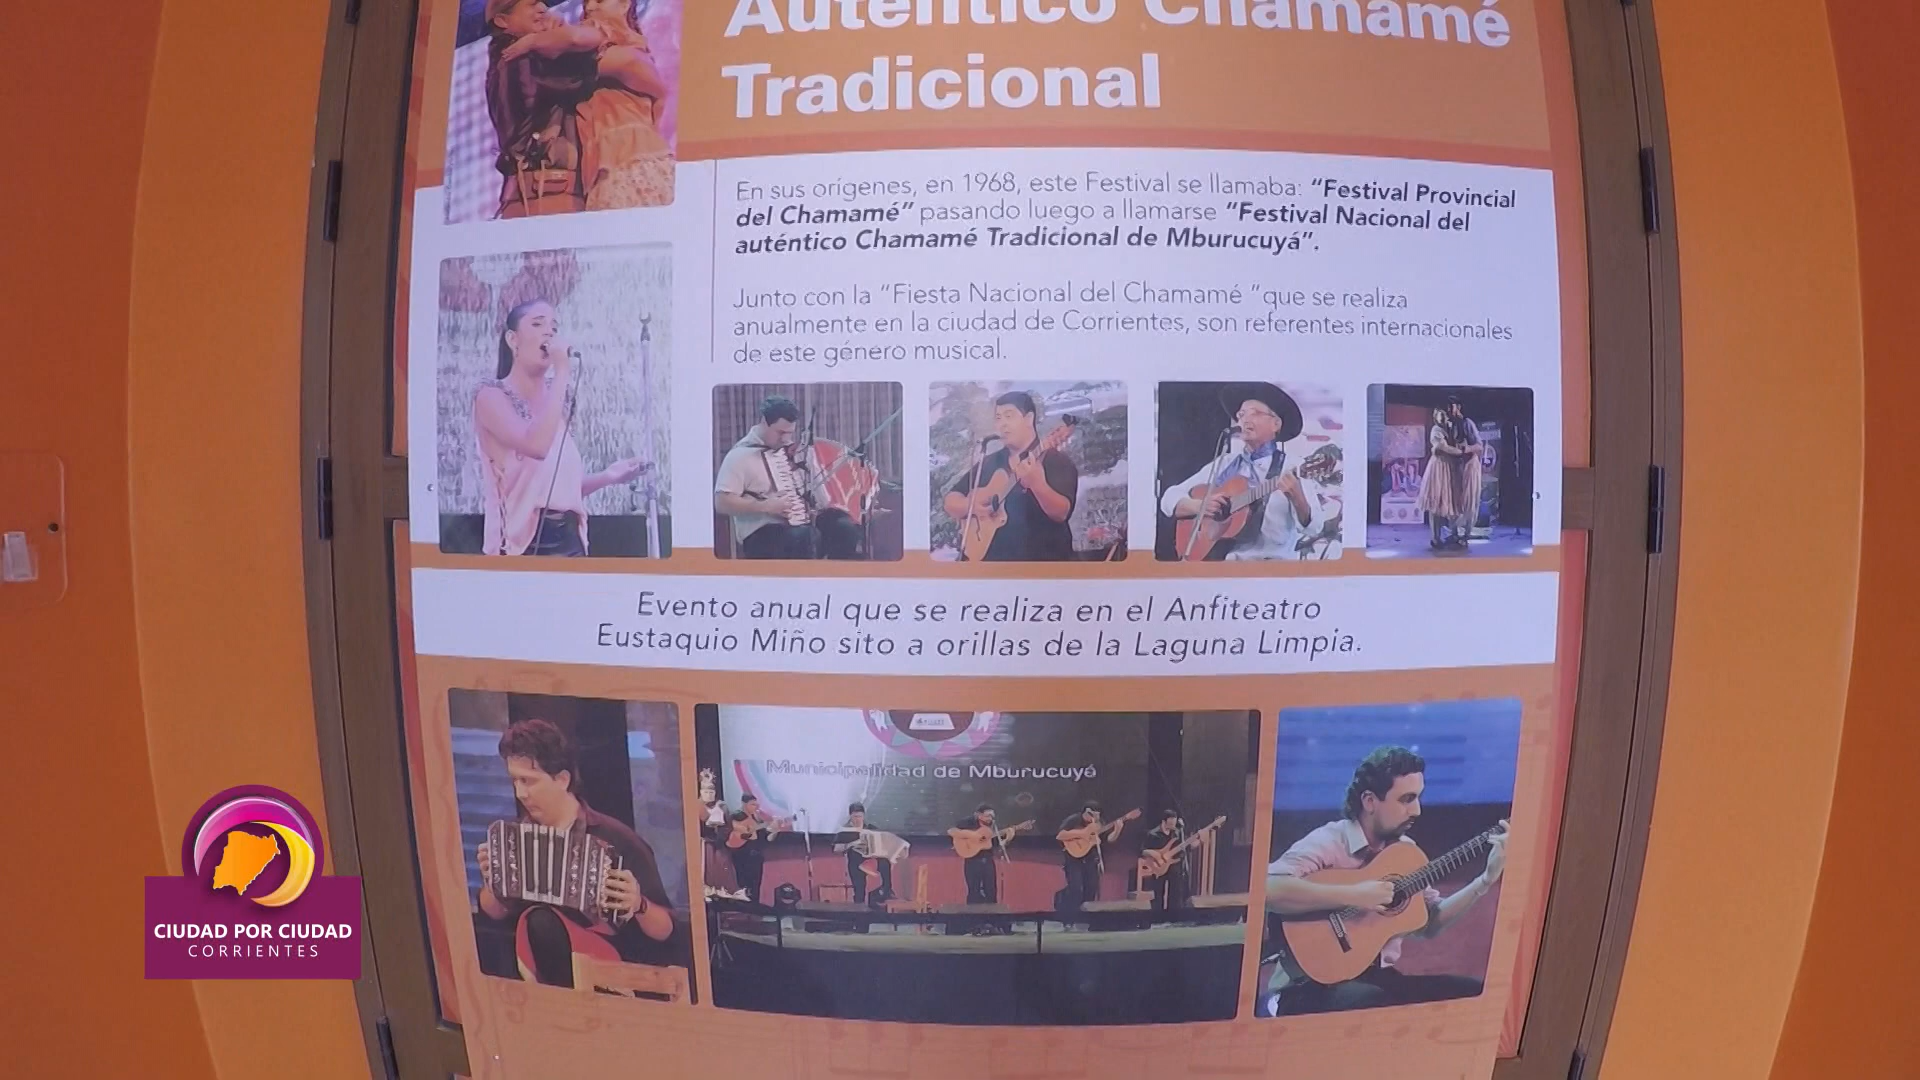 Auténtico Chamamé
Tradicional
En sus orígenes, en 1968, este Festival se llamaba: “Festival Provincial
del Chamamé” pasando luego a llamarse “Festival Nacional del
auténtico Chamamé Tradicional de Mburucuyá”.
Junto con la “Fiesta Nacional del Chamamé “que se realiza
anualmente en la ciudad de Corrientes, son referentes internacionales
de este género musical.
Evento anual que se realiza en el Anfiteatro
Eustaquio Miño sito a orillas de la Laguna Limpia.
Municipalidad de Mburucuyá
CIUDAD POR CIUDAD
CORRIENTES